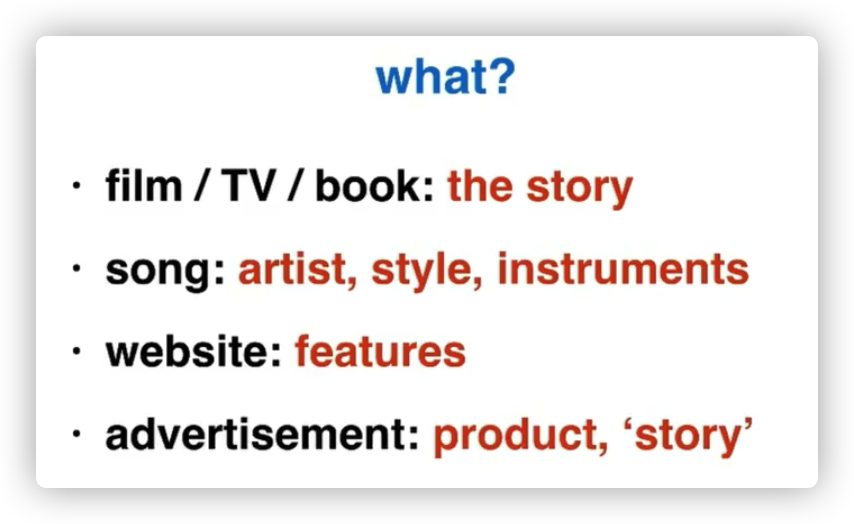 what?
· film / TV / book: the story
· song: artist, style, instruments
· website: features
· advertisement: product, ‘story’